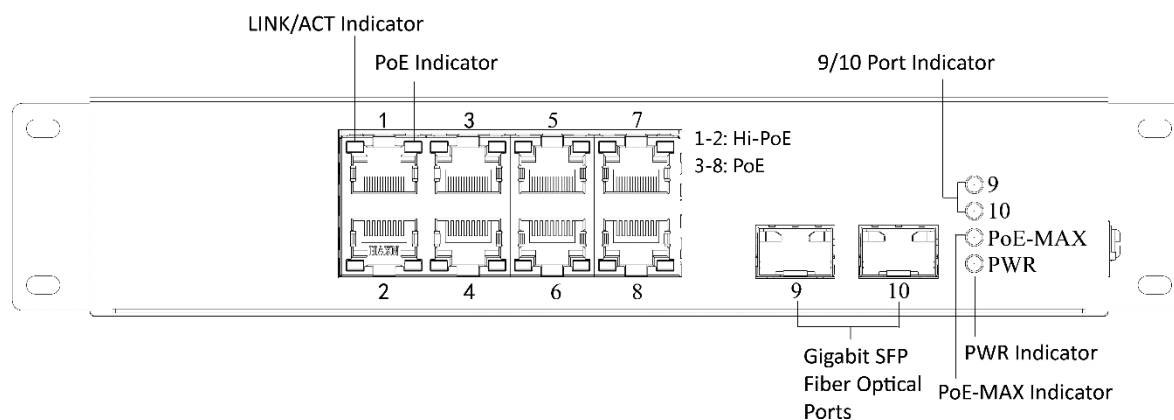 LINK/ACT Indicator
PoE Indicator
9/10 Port Indicator
1 3 5 7
1-2: Hi-PoE
3-8: PoE
9
10
PoE-MAX
PWR
2 4 6 8
9 10
Gigabit SFP
Fiber Optical
Ports
PWR Indicator
PoE-MAX Indicator